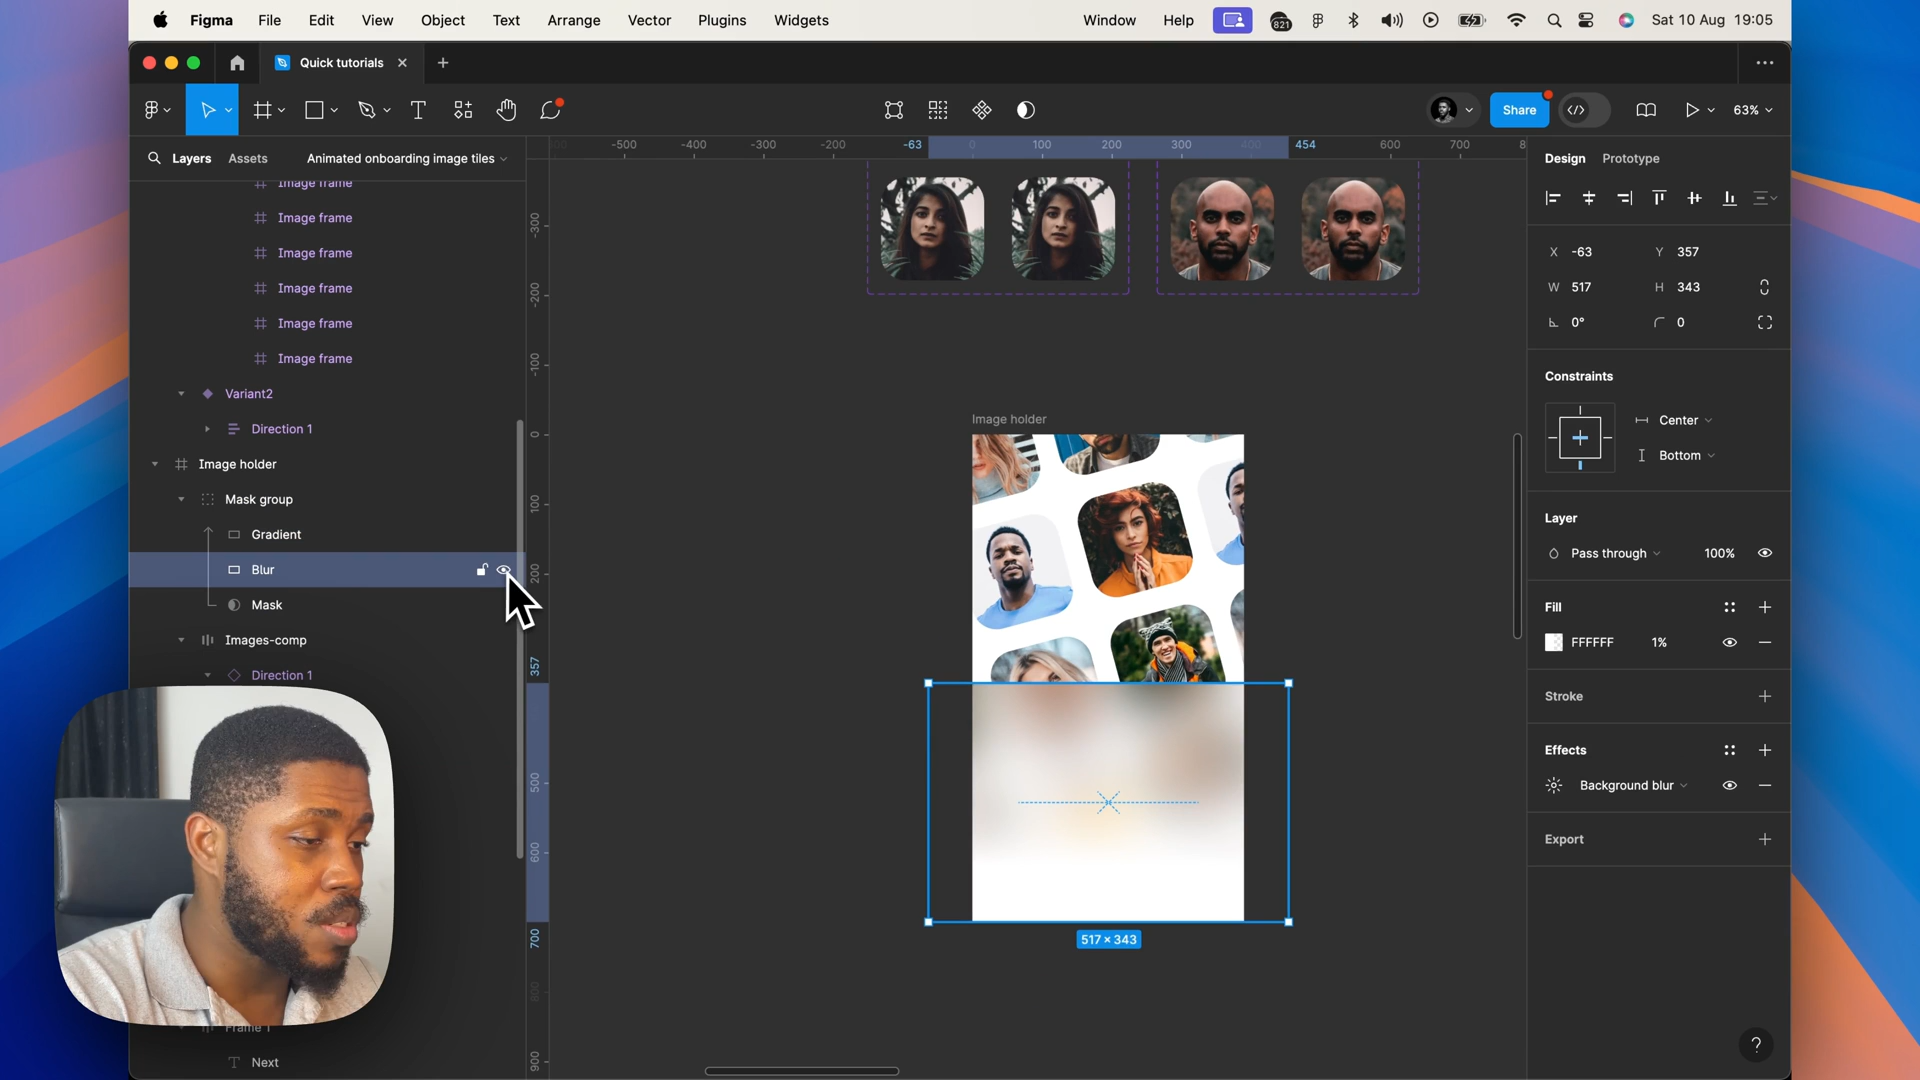 Figma File Edit View Object Text Arrange Vector Plugins Widgets Window Help 821 Sat 10 Aug 19:05
Quick tutorials
Share
63%
Layers Assets Animated onboarding image tiles
-500 -400 -300 -200 -63 0 100 200 300 400 454 600 700 8
Design Prototype
Image frame
Image frame
Image frame
Image frame
Image frame
Image frame
Variant2
Direction 1
Image holder
Mask group
Gradient
Blur
Mask
Images-comp
Direction 1
Frame 1
Next
-300
-200
-100
0
100
200
357
500
600
700
800
900
Image holder
517 × 343
X -63 Y 357
W 517 H 343
0° 0
Constraints
Center
Bottom
Layer
Pass through 100%
Fill
FFFFFF 1%
Stroke
Effects
Background blur
Export
?